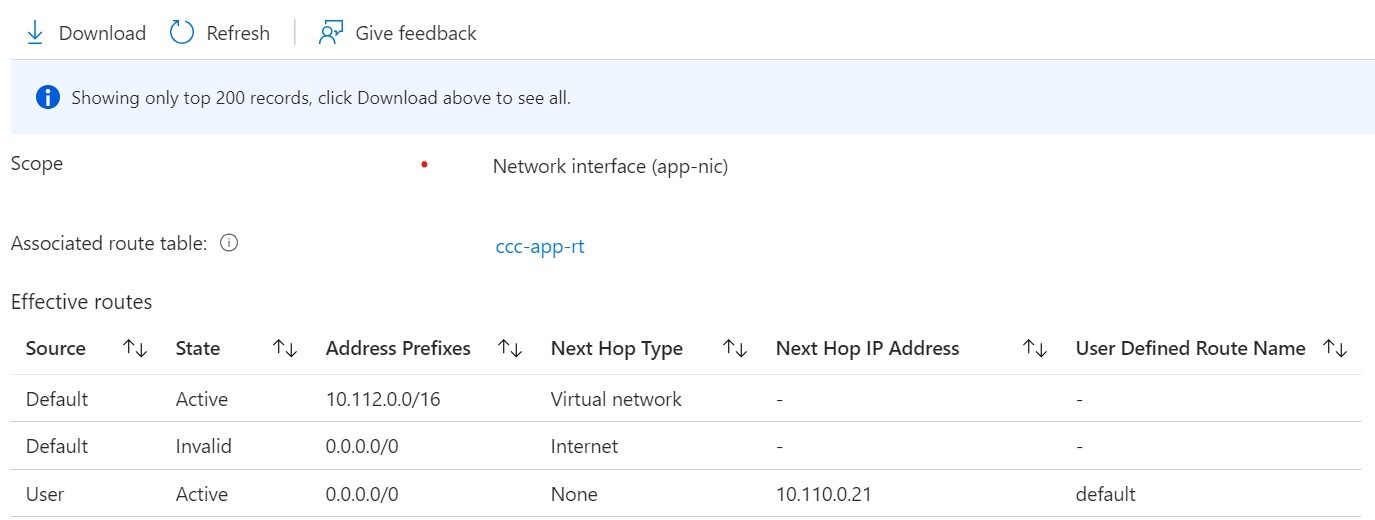 Download Refresh Give feedback
Showing only top 200 records, click Download above to see all.
Scope Network interface (app-nic)
Associated route table: ccc-app-rt
Effective routes
Source State Address Prefixes Next Hop Type Next Hop IP Address User Defined Route Name
Default Active 10.112.0.0/16 Virtual network - -
Default Invalid 0.0.0.0/0 Internet - -
User Active 0.0.0.0/0 None 10.110.0.21 default